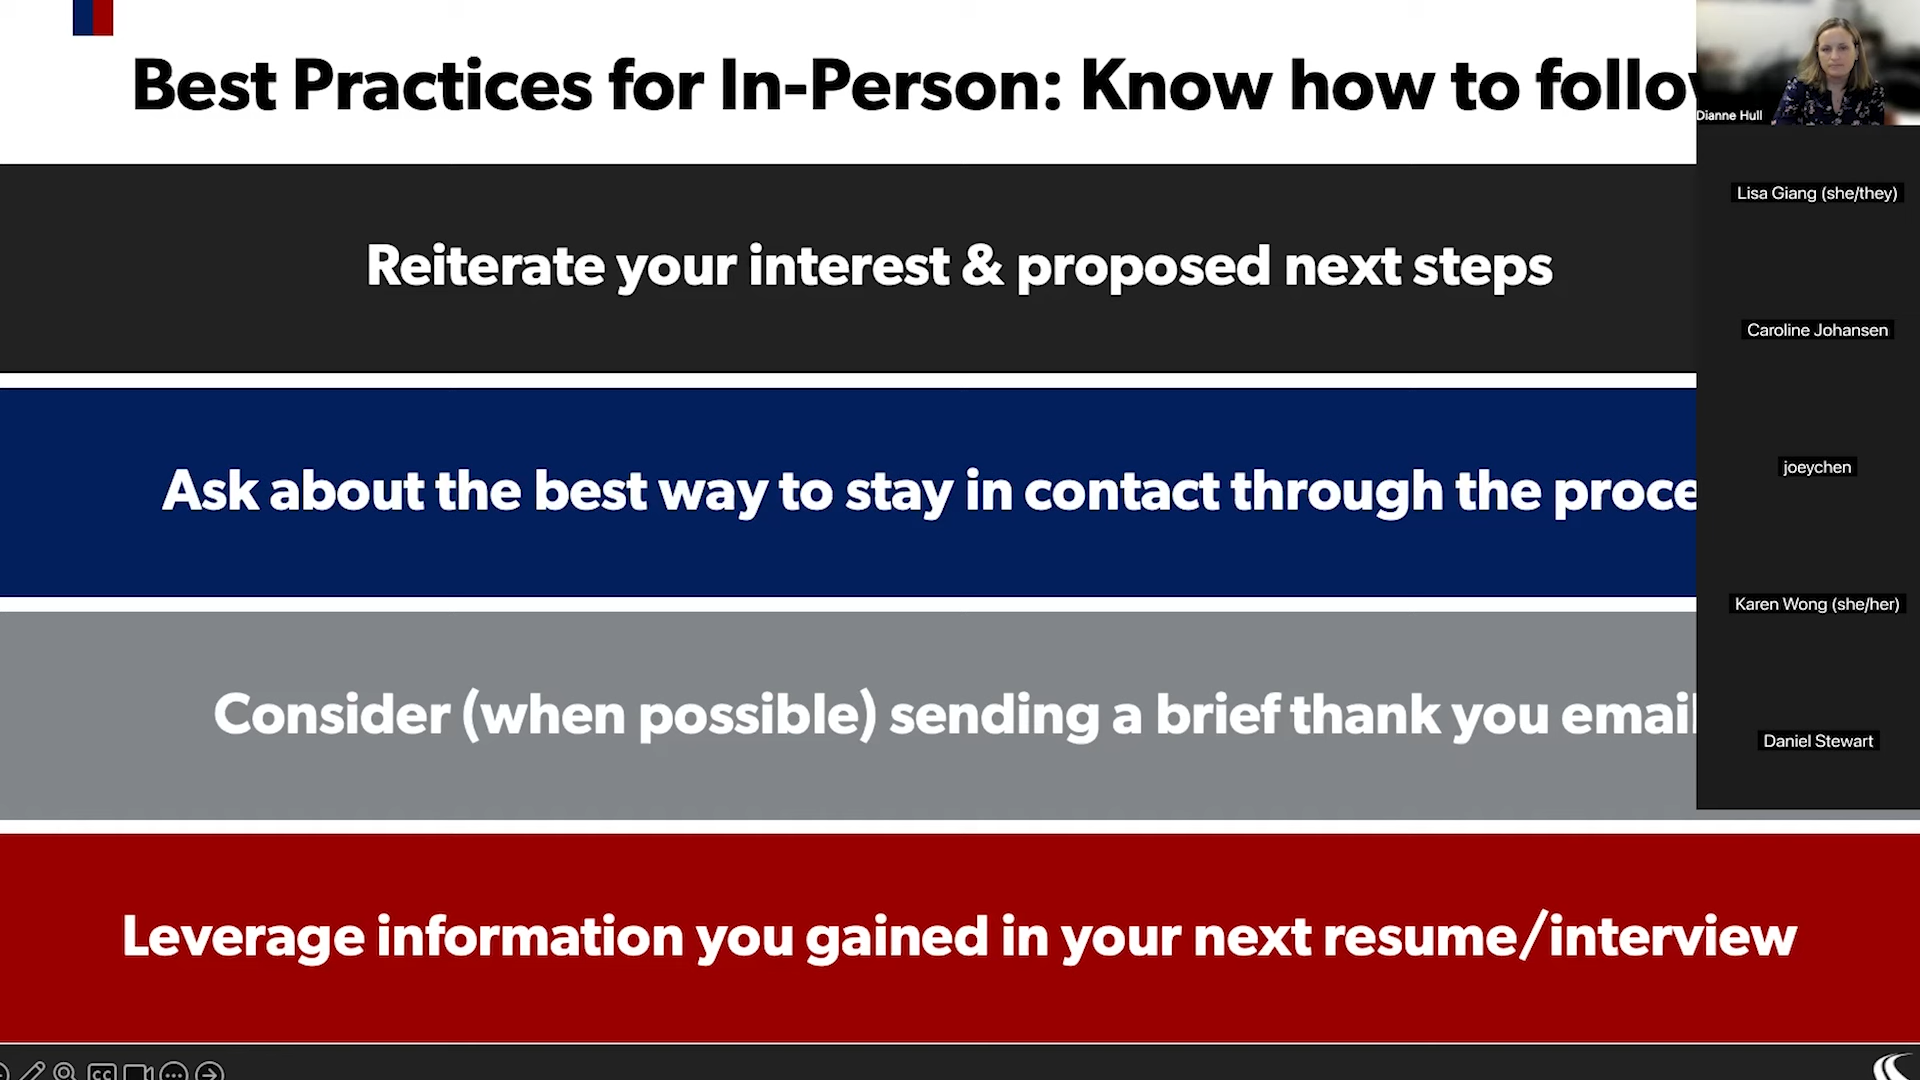 Best Practices for In-Person: Know how to follow
Dianne Hull
Lisa Giang (she/they)
Reiterate your interest & proposed next steps
Caroline Johansen
joeychen
Ask about the best way to stay in contact through the proce
Karen Wong (she/her)
Consider (when possible) sending a brief thank you email
Daniel Stewart
Leverage information you gained in your next resume/interview
CC